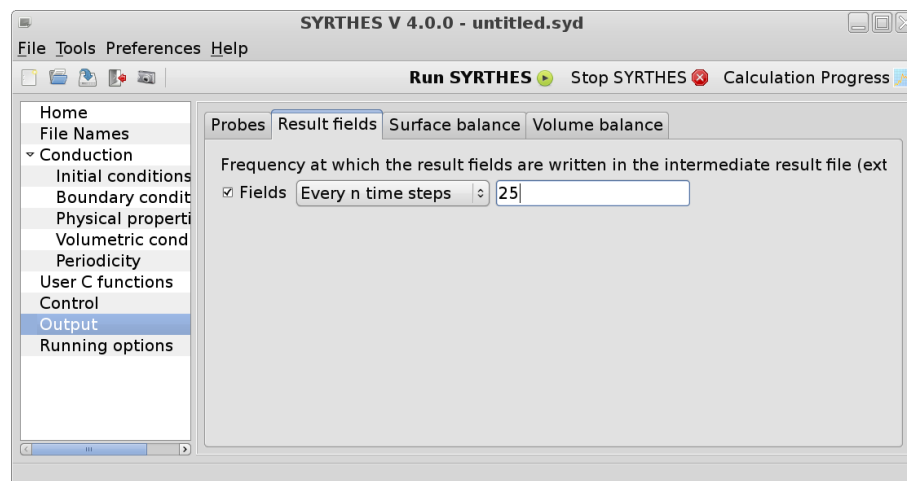 SYRTHES V 4.0.0 - untitled.syd
File Tools Preferences Help
Run SYRTHES Stop SYRTHES Calculation Progress
Home
File Names
Conduction
Initial conditions
Boundary condit
Physical properti
Volumetric cond
Periodicity
User C functions
Control
Output
Running options
Probes Result fields Surface balance Volume balance
Frequency at which the result fields are written in the intermediate result file (ext
Fields Every n time steps 25